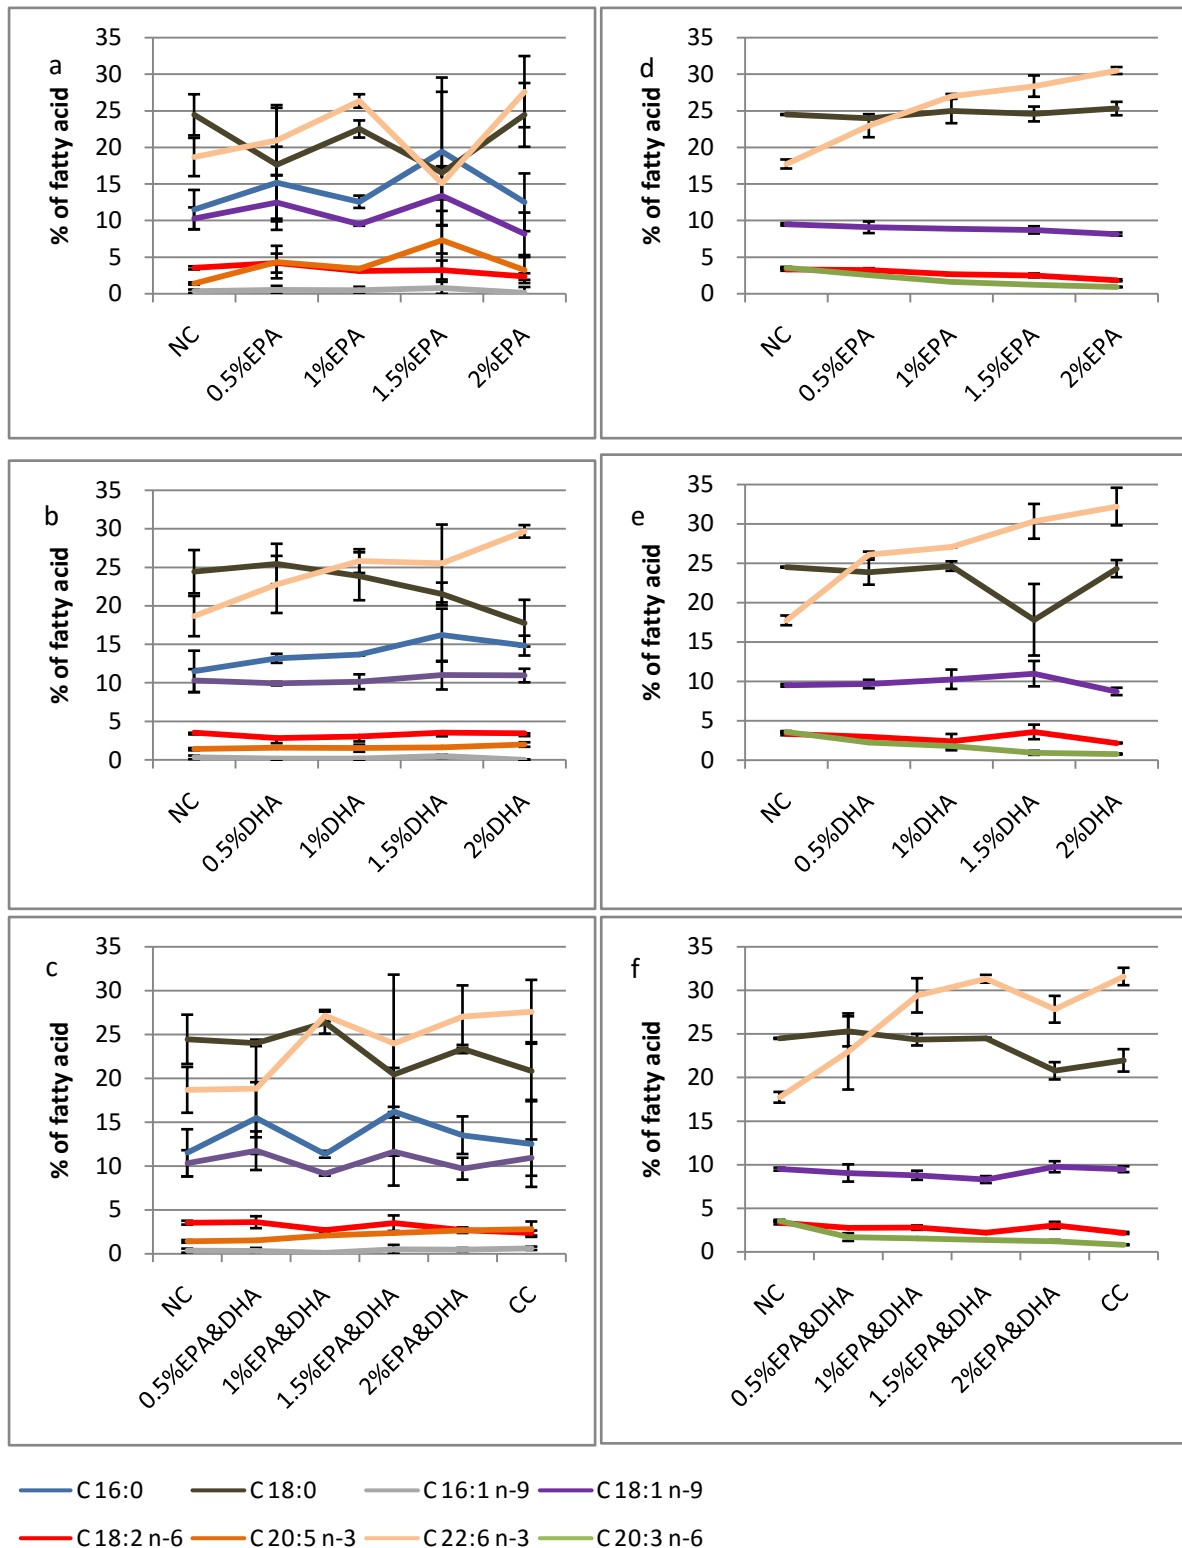 a
% of fatty acid
35
30
25
20
15
10
5
0
NC
0.5%EPA
1%EPA
1.5%EPA
2%EPA
d
% of fatty acid
35
30
25
20
15
10
5
0
NC
0.5%EPA
1%EPA
1.5%EPA
2%EPA
b
% of fatty acid
35
30
25
20
15
10
5
0
NC
0.5%DHA
1%DHA
1.5%DHA
2%DHA
e
% of fatty acid
35
30
25
20
15
10
5
0
NC
0.5%DHA
1%DHA
1.5%DHA
2%DHA
c
% of fatty acid
35
30
25
20
15
10
5
0
NC
0.5%EPA&DHA
1%EPA&DHA
1.5%EPA&DHA
2%EPA&DHA
CC
f
% of fatty acid
35
30
25
20
15
10
5
0
NC
0.5%EPA&DHA
1%EPA&DHA
1.5%EPA&DHA
2%EPA&DHA
CC
C16:0 C18:0 C16:1 n-9 C18:1 n-9
C18:2 n-6 C20:5 n-3 C22:6 n-3 C20:3 n-6